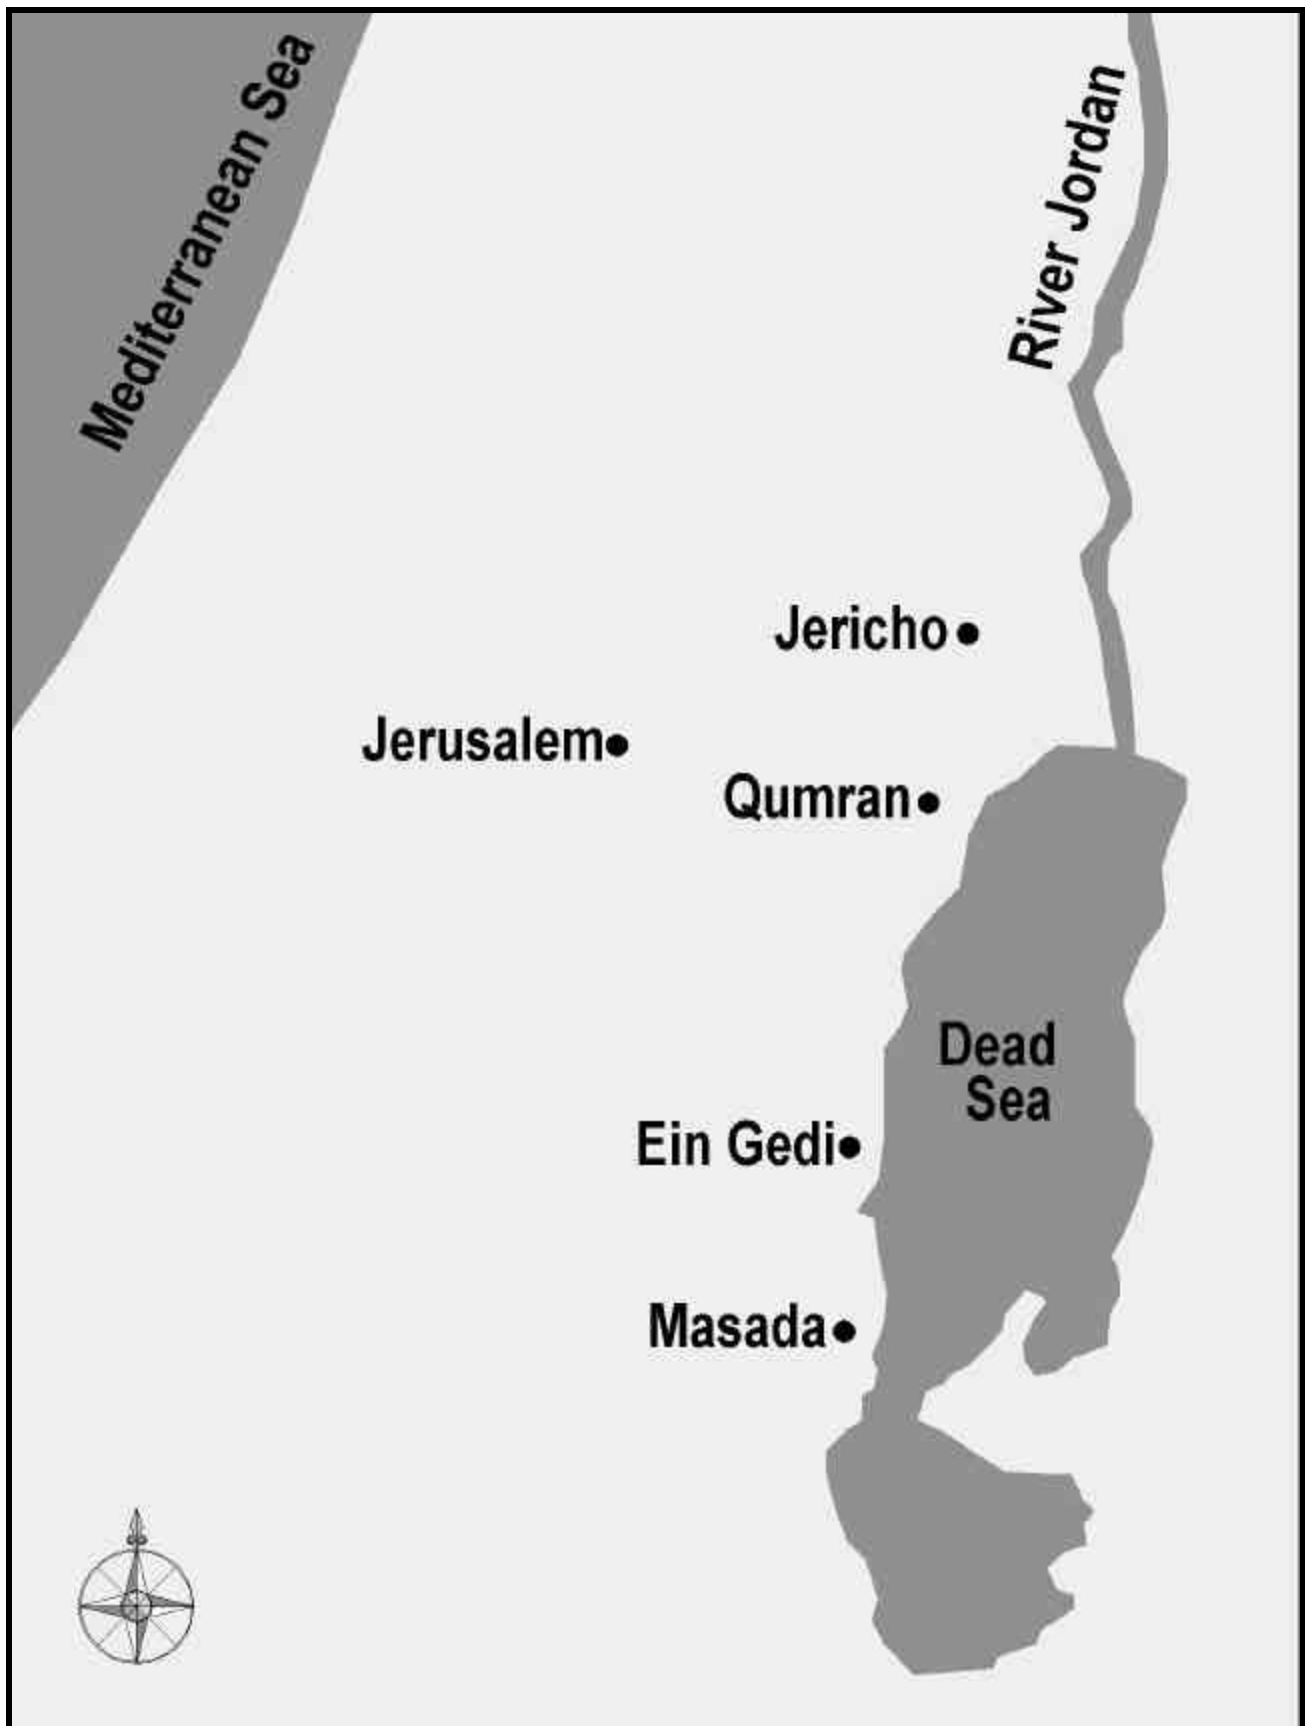 Mediterranean Sea
River Jordan
Jericho
Jerusalem
Qumran
Dead
Sea
Ein Gedi
Masada